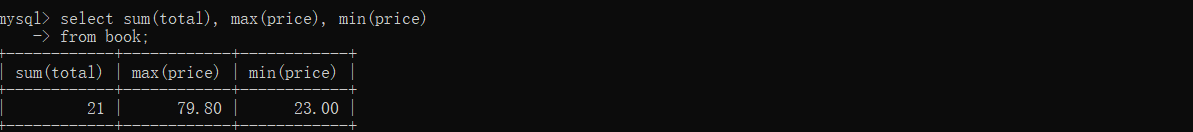 mysql> select sum(total), max(price), min(price)
    -> from book;
+------------+------------+------------+
| sum(total) | max(price) | min(price) |
+------------+------------+------------+
|         21 |      79.80 |      23.00 |
+------------+------------+------------+